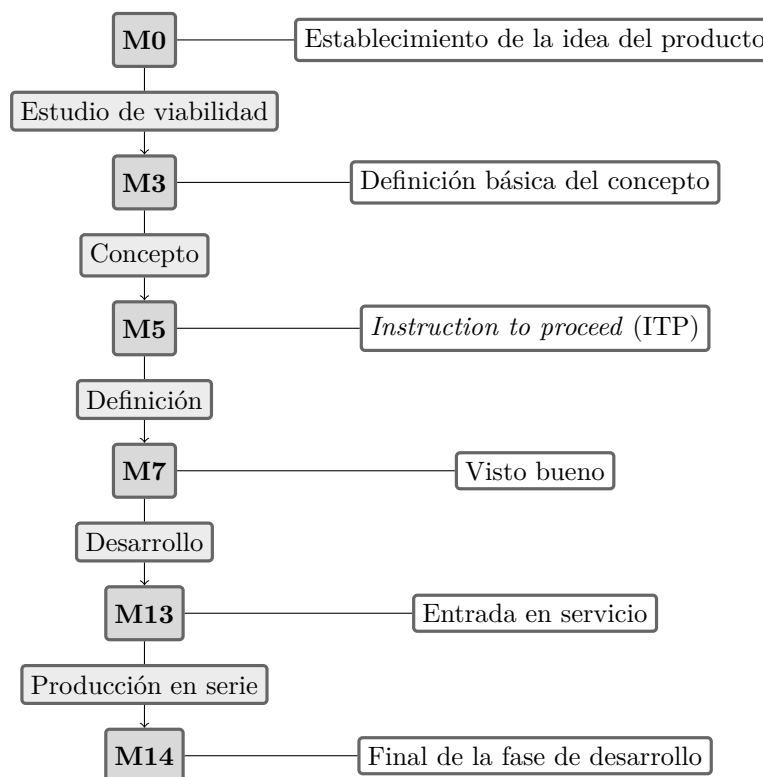 M0
Establecimiento de la idea del producto
Estudio de viabilidad
M3
Definición básica del concepto
Concepto
M5
Instruction to proceed (ITP)
Definición
M7
Visto bueno
Desarrollo
M13
Entrada en servicio
Producción en serie
M14
Final de la fase de desarrollo